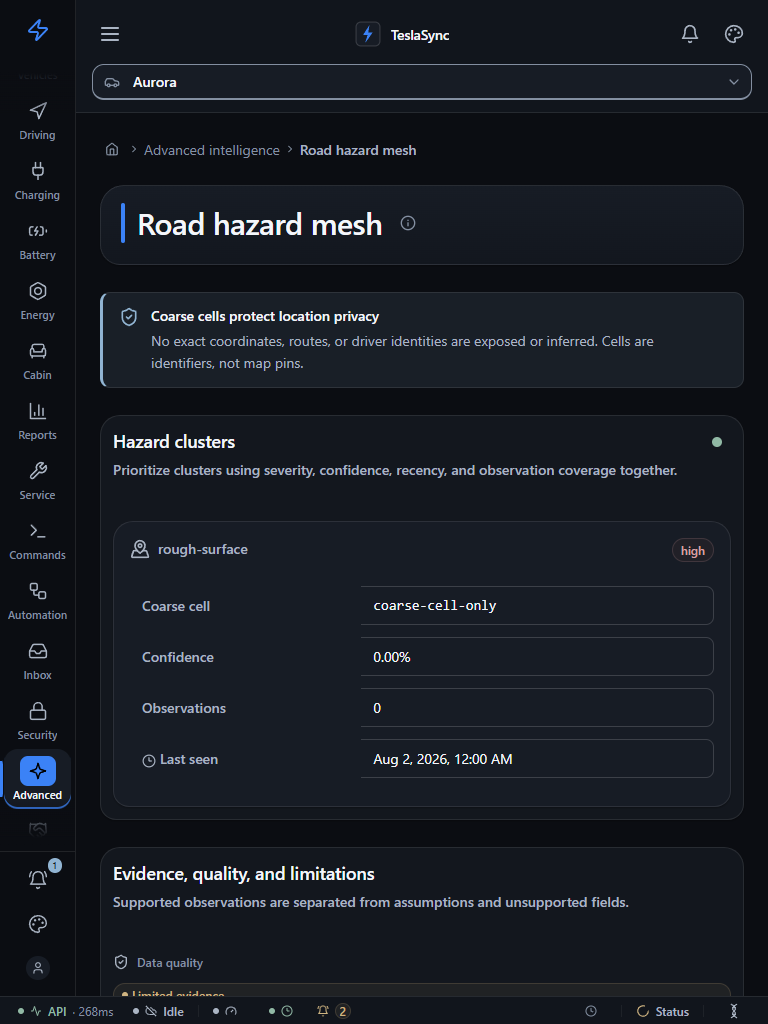 TeslaSync
Aurora
Driving
Charging
Battery
Energy
Cabin
Reports
Service
Commands
Automation
Inbox
Security
Advanced
1
Advanced intelligence
Road hazard mesh
Road hazard mesh
Coarse cells protect location privacy
No exact coordinates, routes, or driver identities are exposed or inferred. Cells are
identifiers, not map pins.
Hazard clusters
Prioritize clusters using severity, confidence, recency, and observation coverage together.
rough-surface
high
Coarse cell
coarse-cell-only
Confidence
0.00%
Observations
0
Last seen
Aug 2, 2026, 12:00 AM
Evidence, quality, and limitations
Supported observations are separated from assumptions and unsupported fields.
Data quality
Limited evidence
API · 268ms
Idle
2
Status